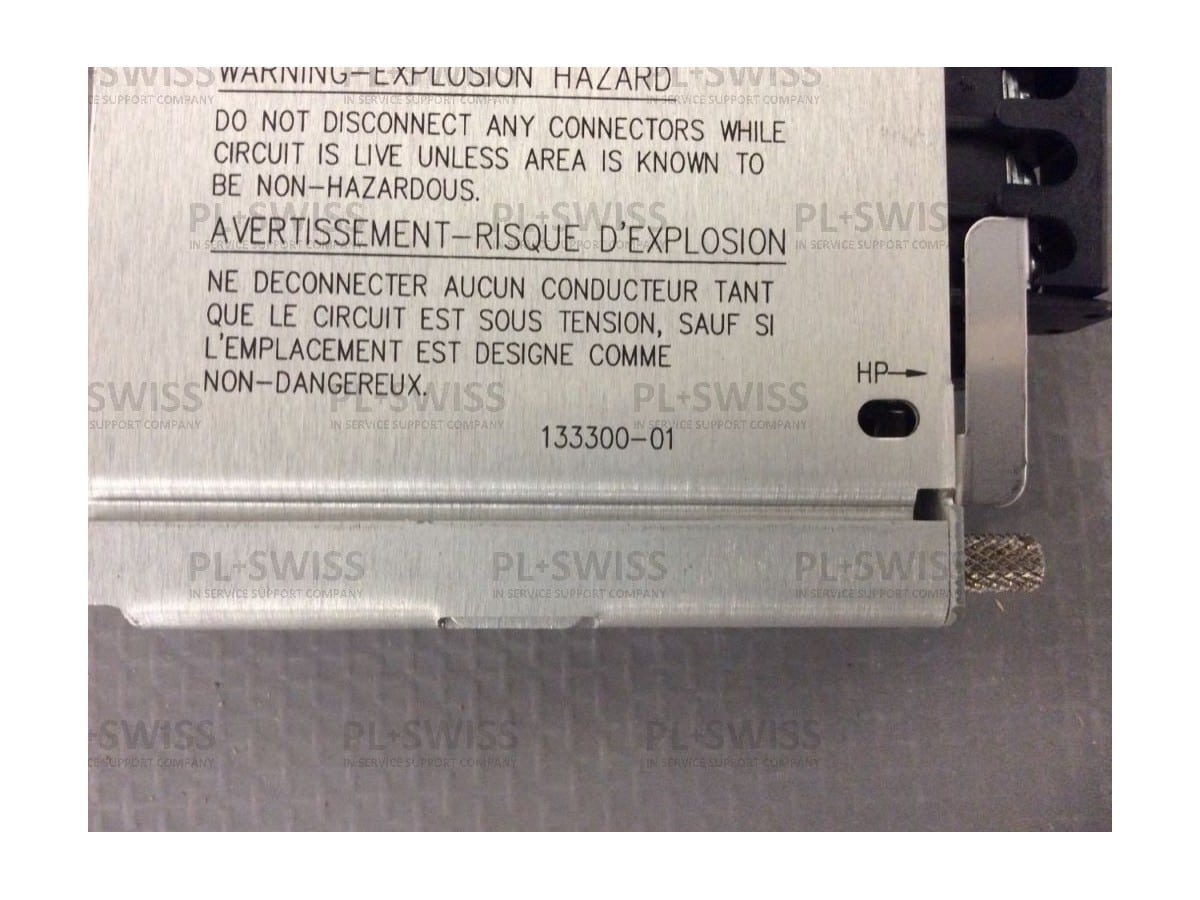 WARNING-EXPLOSION HAZARD
DO NOT DISCONNECT ANY CONNECTORS WHILE
CIRCUIT IS LIVE UNLESS AREA IS KNOWN TO
BE NON-HAZARDOUS.
AVERTISSEMENT-RISQUE D'EXPLOSION
NE DECONNECTER AUCUN CONDUCTEUR TANT
QUE LE CIRCUIT EST SOUS TENSION, SAUF SI
L'EMPLACEMENT EST DESIGNE COMME
NON-DANGEREUX.
HP
133300-01
PL+SWISS
IN SERVICE SUPPORT COMPANY